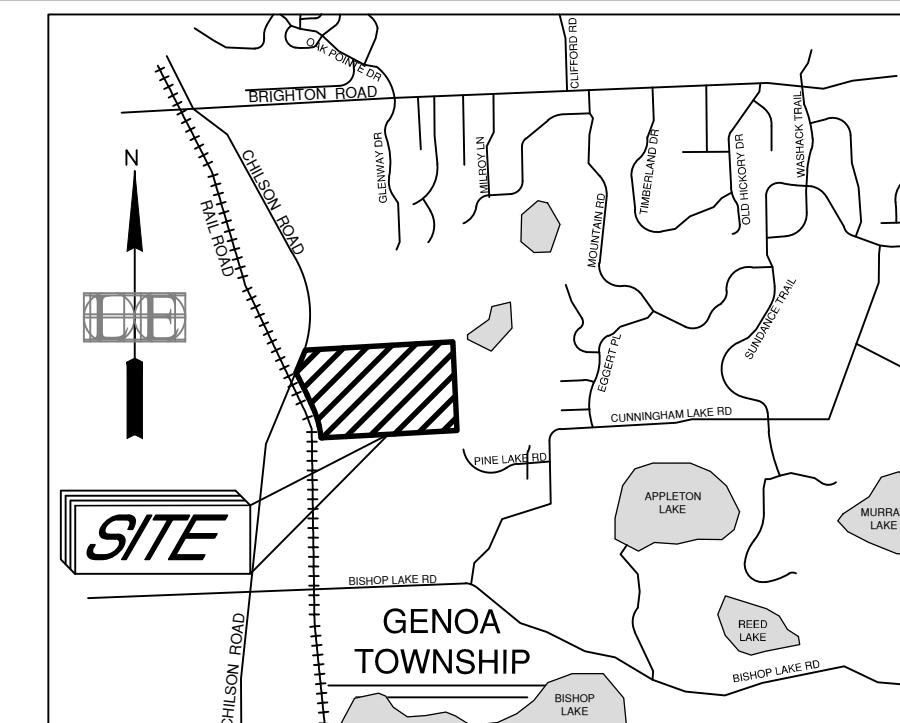 OAK POINTE DR
CLIFFORD RD
BRIGHTON ROAD
N
CHILSON ROAD
RAIL ROAD
GLENWAY DR
MILROY LN
MOUNTAIN RD
TIMBERLAND DR
OLD HICKORY DR
WASHACK TRAIL
SUNDANCE TRAIL
EGGERT PL
CUNNINGHAM LAKE RD
PINE LAKE RD
APPLETON
LAKE
MURRA
LAKE
SITE
BISHOP LAKE RD
GENOA
TOWNSHIP
REED
LAKE
BISHOP LAKE RD
CHILSON ROAD
BISHOP
LAKE